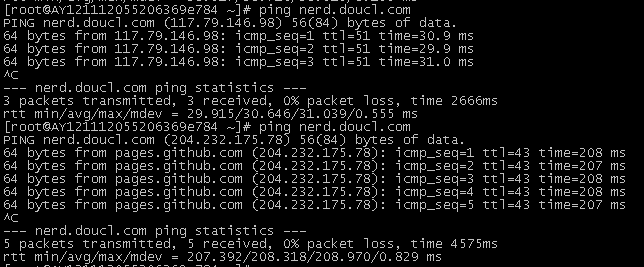 [root@AY121112055206369e784 ~]# ping nerd.doucl.com
PING nerd.doucl.com (117.79.146.98) 56(84) bytes of data.
64 bytes from 117.79.146.98: icmp_seq=1 ttl=51 time=30.9 ms
64 bytes from 117.79.146.98: icmp_seq=2 ttl=51 time=29.9 ms
64 bytes from 117.79.146.98: icmp_seq=3 ttl=51 time=31.0 ms
^C
--- nerd.doucl.com ping statistics ---
3 packets transmitted, 3 received, 0% packet loss, time 2666ms
rtt min/avg/max/mdev = 29.915/30.646/31.039/0.555 ms
[root@AY121112055206369e784 ~]# ping nerd.doucl.com
PING nerd.doucl.com (204.232.175.78) 56(84) bytes of data.
64 bytes from pages.github.com (204.232.175.78): icmp_seq=1 ttl=43 time=208 ms
64 bytes from pages.github.com (204.232.175.78): icmp_seq=2 ttl=43 time=207 ms
64 bytes from pages.github.com (204.232.175.78): icmp_seq=3 ttl=43 time=208 ms
64 bytes from pages.github.com (204.232.175.78): icmp_seq=4 ttl=43 time=208 ms
64 bytes from pages.github.com (204.232.175.78): icmp_seq=5 ttl=43 time=207 ms
^C
--- nerd.doucl.com ping statistics ---
5 packets transmitted, 5 received, 0% packet loss, time 4575ms
rtt min/avg/max/mdev = 207.392/208.318/208.970/0.829 ms